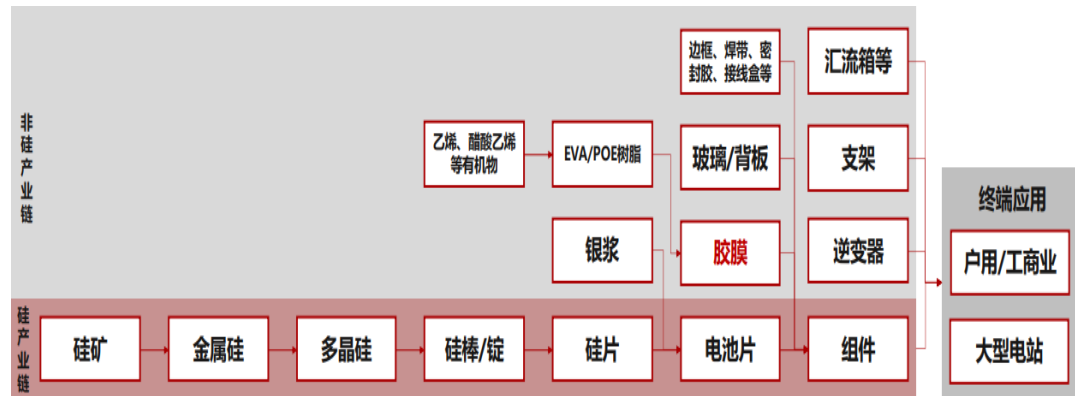 非硅产业链
边框、焊带、密
封胶、接线盒等
汇流箱等
乙烯、醋酸乙烯
等有机物
EVA/POE树脂
玻璃/背板
支架
银浆
胶膜
逆变器
硅产业链
硅矿
金属硅
多晶硅
硅棒/锭
硅片
电池片
组件
终端应用
户用/工商业
大型电站